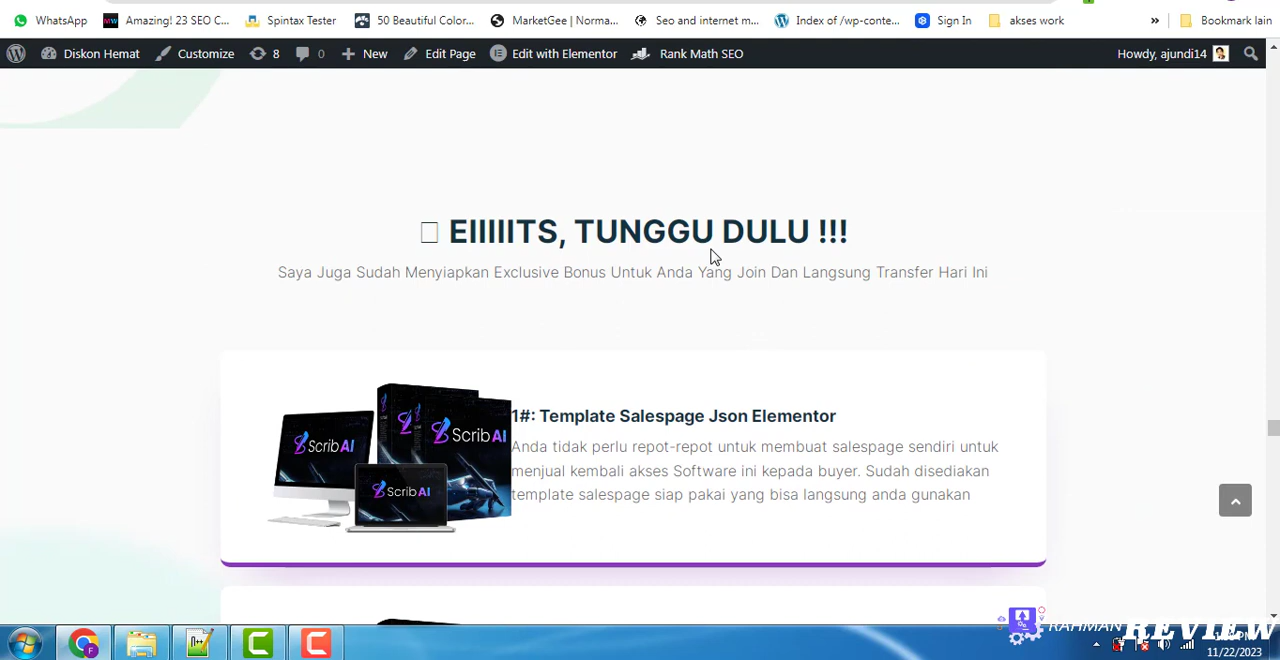 WhatsApp Amazing! 23 SEO C... Spintax Tester 50 Beautiful Color... MarketGee | Norma... Seo and internet m... Index of /wp-conte... Sign In akses work » Bookmark lain
Diskon Hemat Customize 8 0 New Edit Page Edit with Elementor Rank Math SEO Howdy, ajundi14
EIIIIITS, TUNGGU DULU !!!
Saya Juga Sudah Menyiapkan Exclusive Bonus Untuk Anda Yang Join Dan Langsung Transfer Hari Ini
ScribAI
ScribAI
ScribAI
1#: Template Salespage Json Elementor
Anda tidak perlu repot-repot untuk membuat salespage sendiri untuk
menjual kembali akses Software ini kepada buyer. Sudah disediakan
template salespage siap pakai yang bisa langsung anda gunakan
RAHMAN REVIEW
11/22/2023